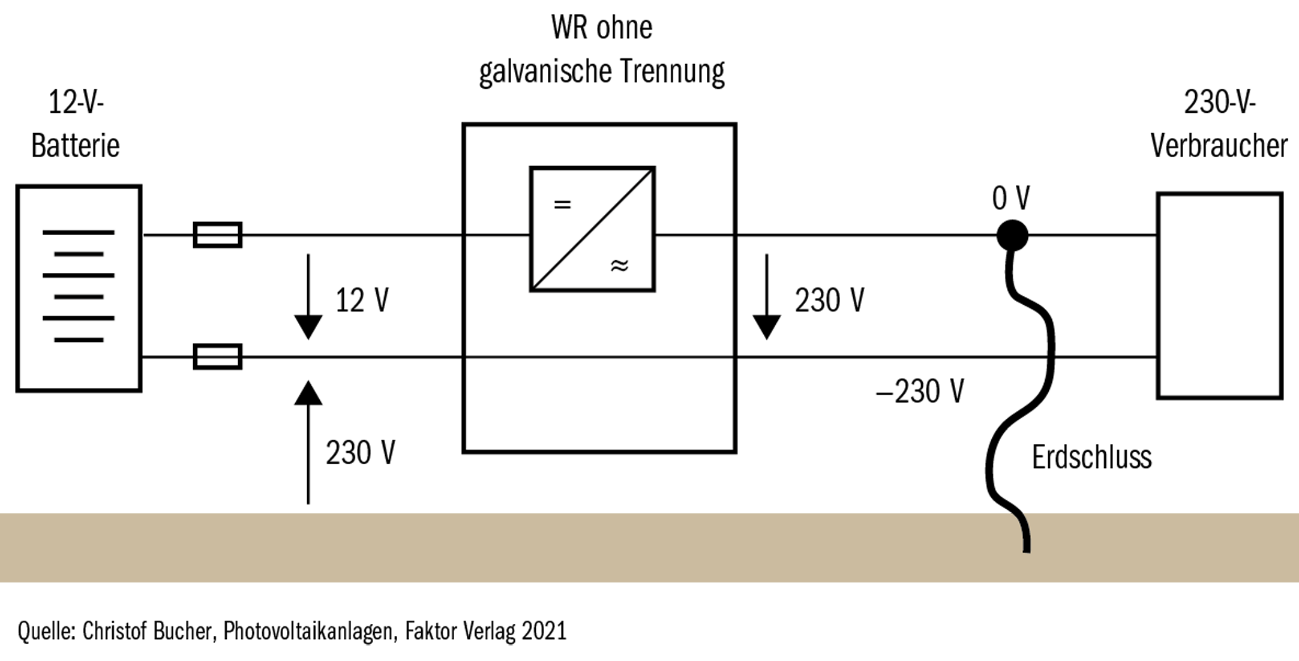 WR ohne
galvanische Trennung
12-V-
Batterie
230-V-
Verbraucher
0 V
=
≈
12 V
230 V
–230 V
230 V
Erdschluss
Quelle: Christof Bucher, Photovoltaikanlagen, Faktor Verlag 2021